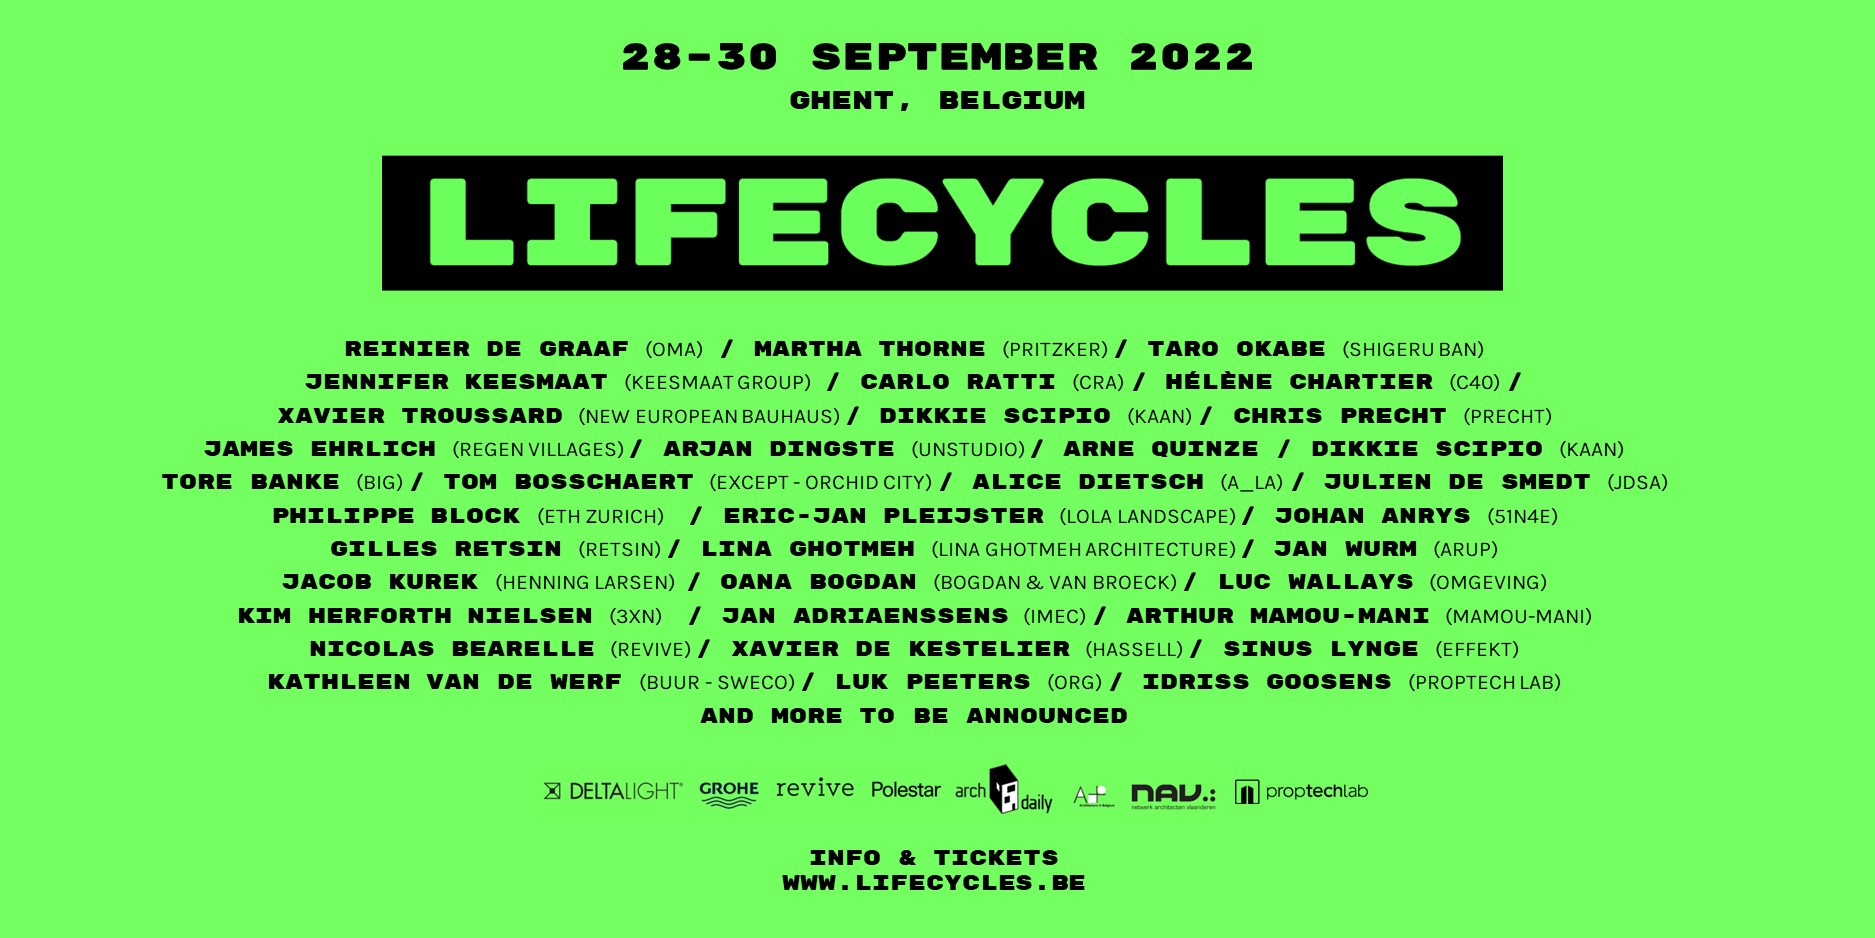 28-30 SEPTEMBER 2022
GHENT, BELGIUM
LIFECYCLES
REINIER DE GRAAF (OMA) / MARTHA THORNE (PRITZKER) / TARO OKABE (SHIGERU BAN)
JENNIFER KEESMAAT (KEESMAAT GROUP) / CARLO RATTI (CRA) / HÉLÈNE CHARTIER (C40) /
XAVIER TROUSSARD (NEW EUROPEAN BAUHAUS) / DIKKIE SCIPIO (KAAN) / CHRIS PRECHT (PRECHT)
JAMES EHRLICH (REGEN VILLAGES) / ARJAN DINGSTE (UNSTUDIO) / ARNE QUINZE / DIKKIE SCIPIO (KAAN)
TORE BANKE (BIG) / TOM BOSSCHAERT (EXCEPT - ORCHID CITY) / ALICE DIETSCH (A_LA) / JULIEN DE SMEDT (JDSA)
PHILIPPE BLOCK (ETH ZURICH) / ERIC-JAN PLEIJSTER (LOLA LANDSCAPE) / JOHAN ANRYS (51N4E)
GILLES RETSIN (RETSIN) / LINA GHOTMEH (LINA GHOTMEH ARCHITECTURE) / JAN WURM (ARUP)
JACOB KUREK (HENNING LARSEN) / OANA BOGDAN (BOGDAN & VAN BROECK) / LUC WALLAYS (OMGEVING)
KIM HERFORTH NIELSEN (3XN) / JAN ADRIAENSSENS (IMEC) / ARTHUR MAMOU-MANI (MAMOU-MANI)
NICOLAS BEARELLE (REVIVE) / XAVIER DE KESTELIER (HASSELL) / SINUS LYNGE (EFFEKT)
KATHLEEN VAN DE WERF (BUUR - SWECO) / LUK PEETERS (ORG) / IDRISS GOOSENS (PROPTECH LAB)
AND MORE TO BE ANNOUNCED
DELTALIGHT® GROHE revive Polestar arch daily A+ NAV.: proptechlab
Architecture in Belgium netwerk architecten vlaanderen
INFO & TICKETS
WWW.LIFECYCLES.BE